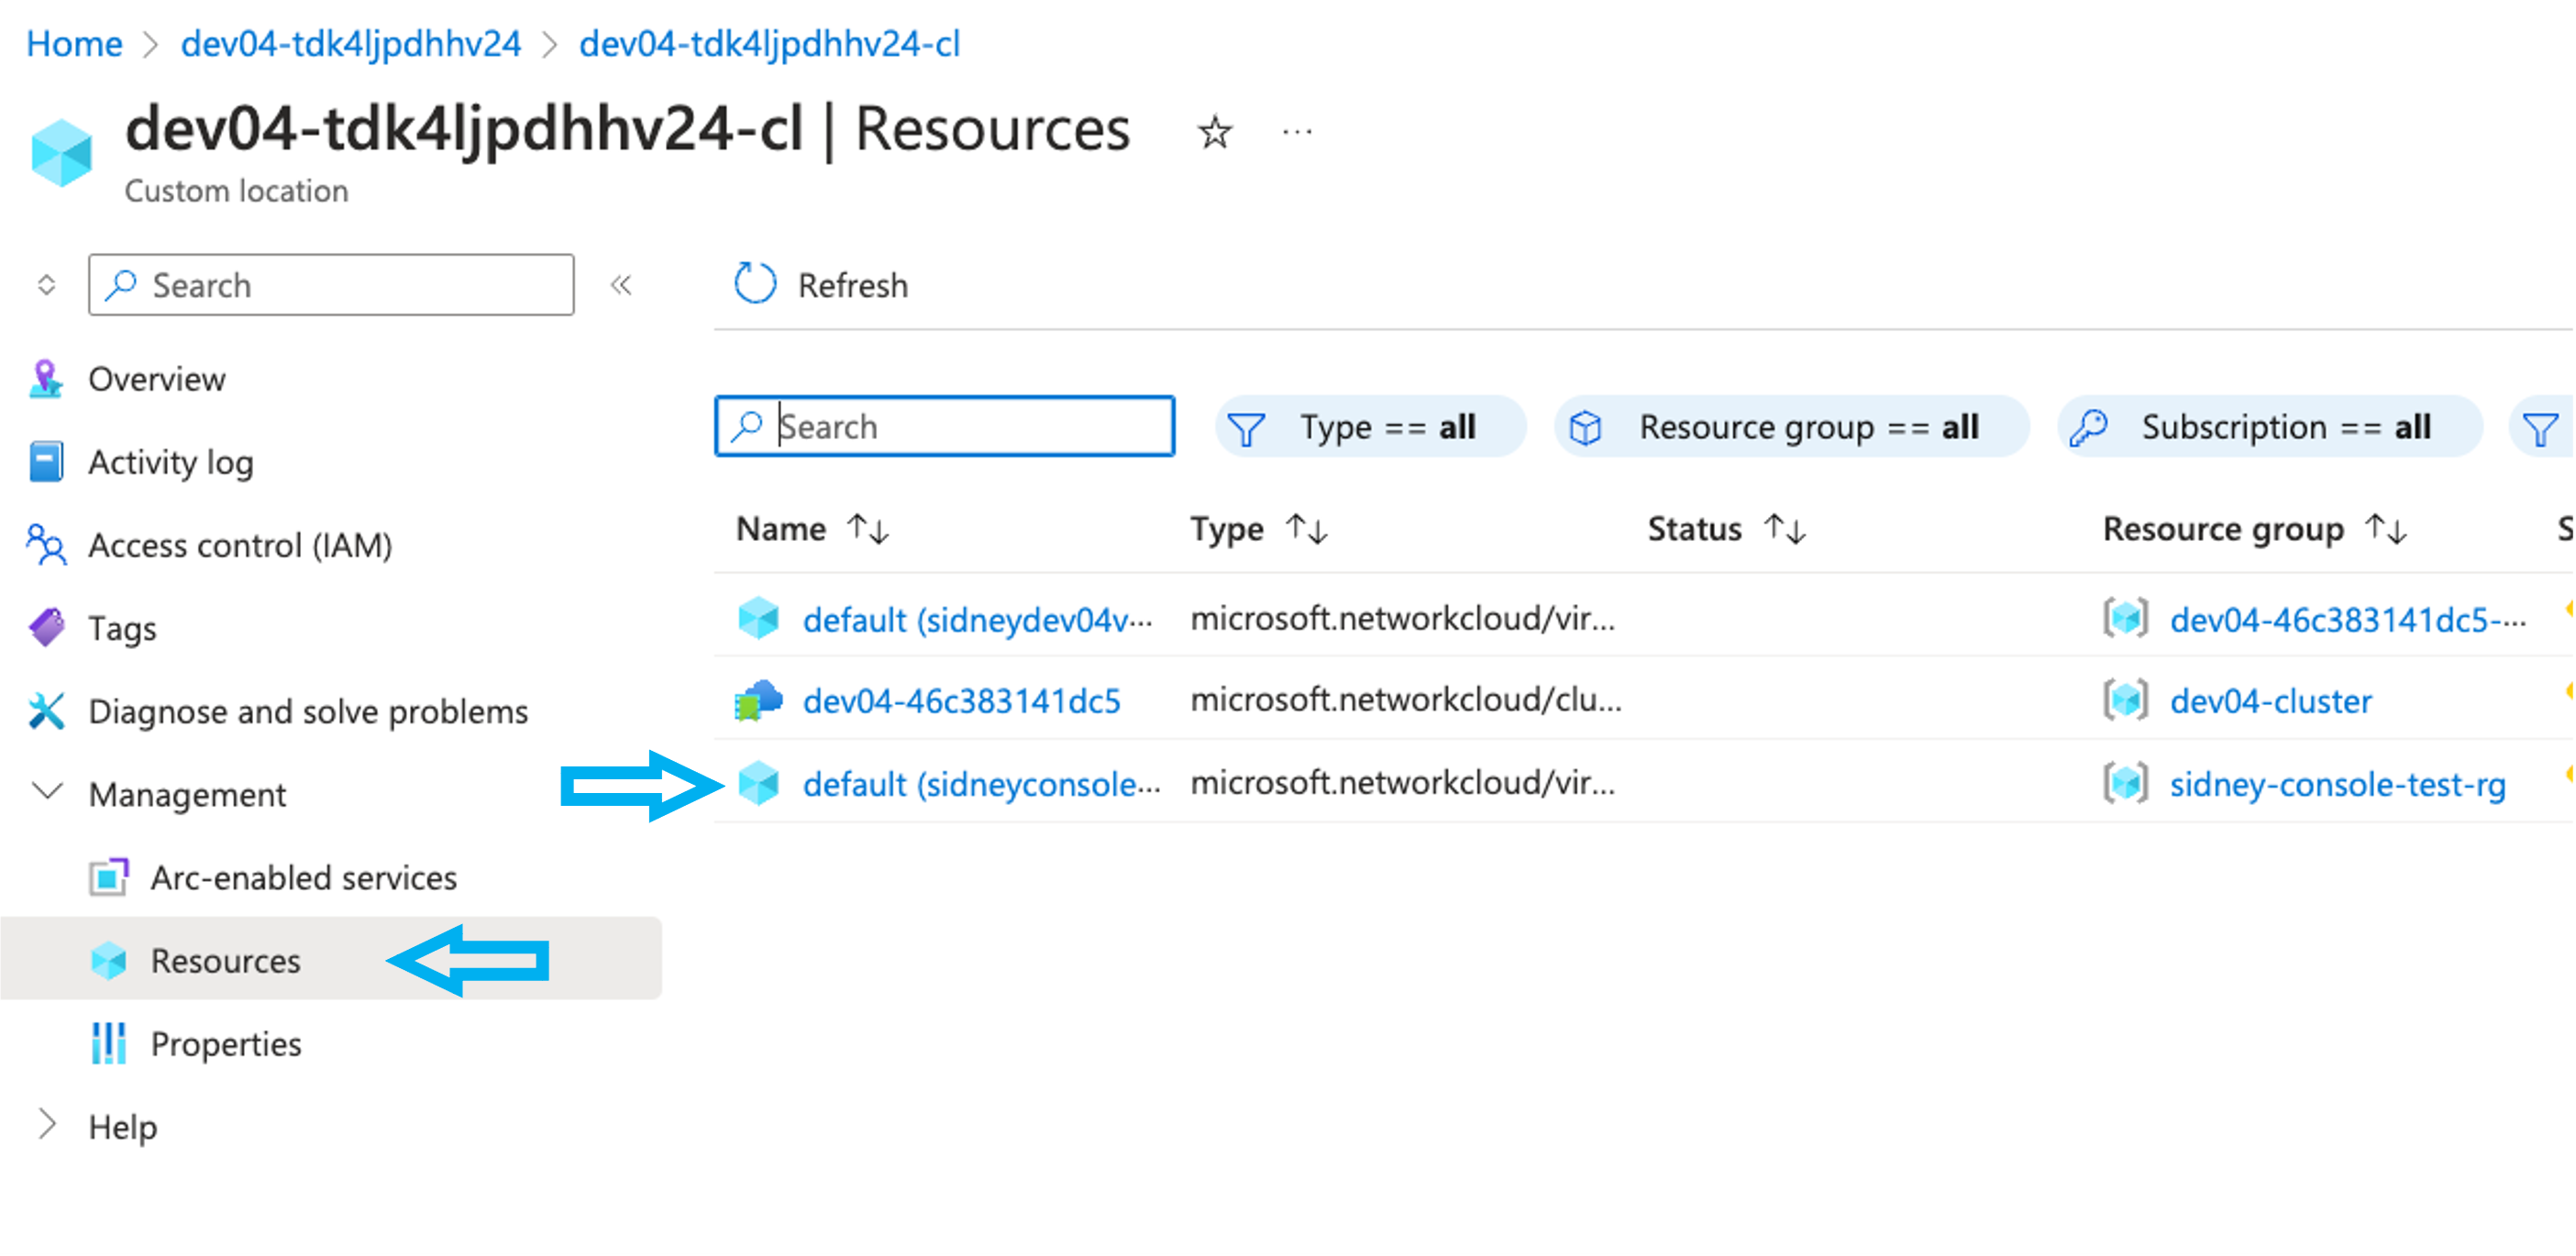 Home > dev04-tdk4ljpdhhv24 > dev04-tdk4ljpdhhv24-cl
dev04-tdk4ljpdhhv24-cl | Resources ☆ ···
Custom location
Search «
Refresh
Overview
Activity log
Access control (IAM)
Tags
Diagnose and solve problems
Management
Arc-enabled services
Resources
Properties
Help
Search
Type == all
Resource group == all
Subscription == all
Name ↑↓ Type ↑↓ Status ↑↓ Resource group ↑↓ S
default (sidneydev04v··· microsoft.networkcloud/vir... dev04-46c383141dc5-···
dev04-46c383141dc5 microsoft.networkcloud/clu... dev04-cluster
default (sidneyconsole··· microsoft.networkcloud/vir... sidney-console-test-rg